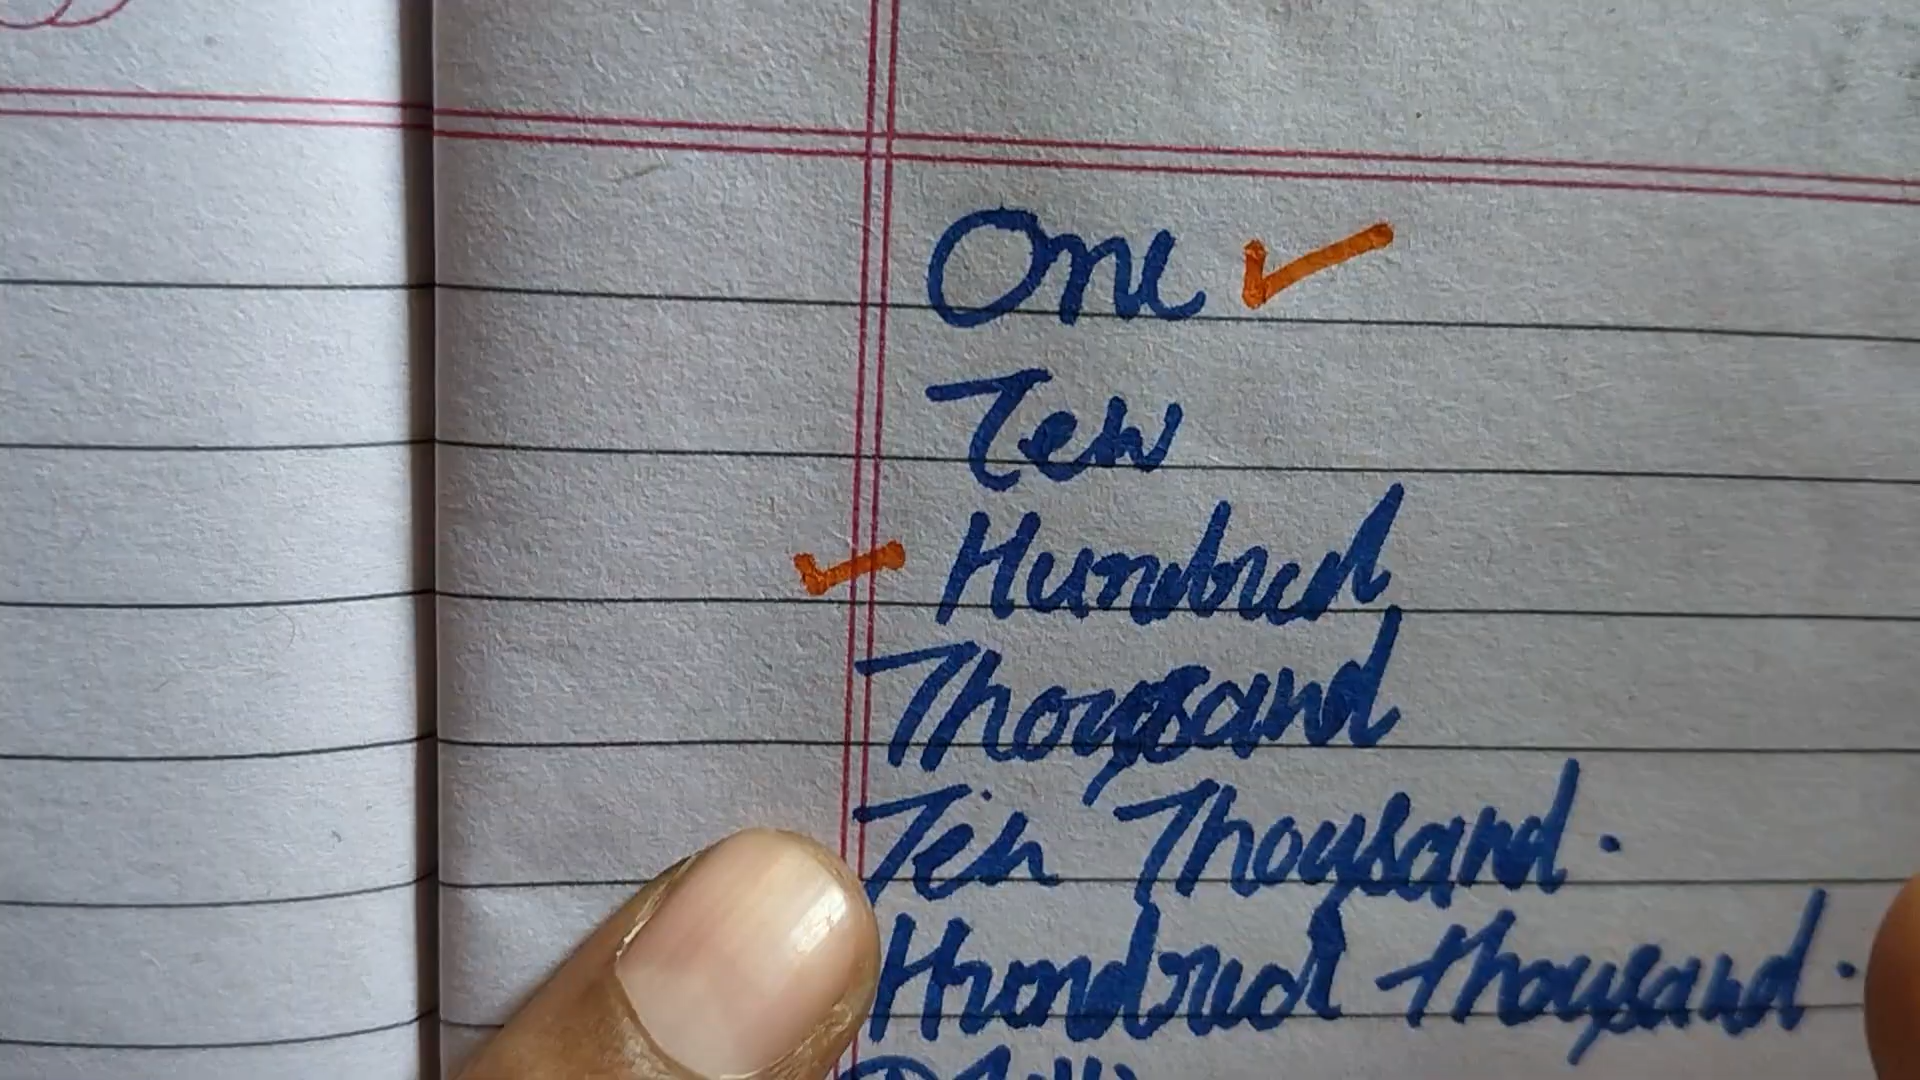 One
Ten
Hundred
Thousand
Ten Thousand.
Hundred Thousand.